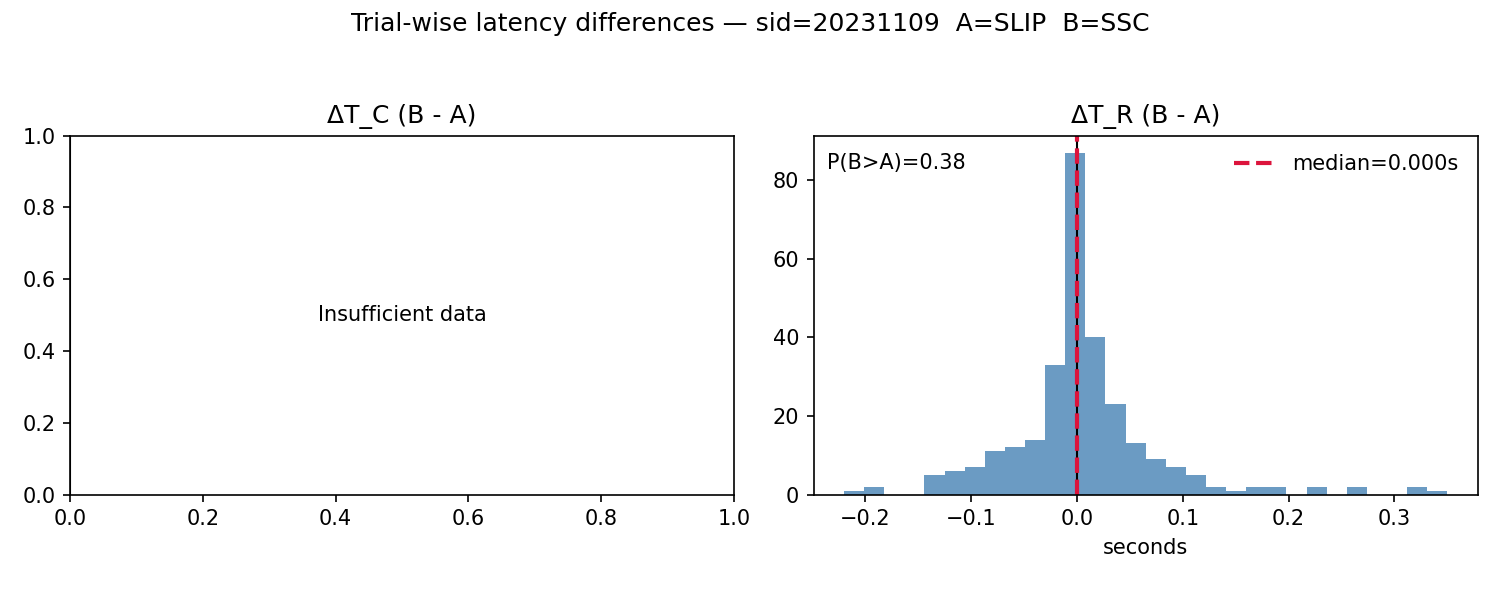 Trial-wise latency differences — sid=20231109  A=SLIP  B=SSC
ΔT_C (B - A)
1.0
0.8
0.6
0.4
0.2
0.0
Insufficient data
0.0 0.2 0.4 0.6 0.8 1.0
ΔT_R (B - A)
P(B>A)=0.38
median=0.000s
80
60
40
20
0
−0.2 −0.1 0.0 0.1 0.2 0.3
seconds